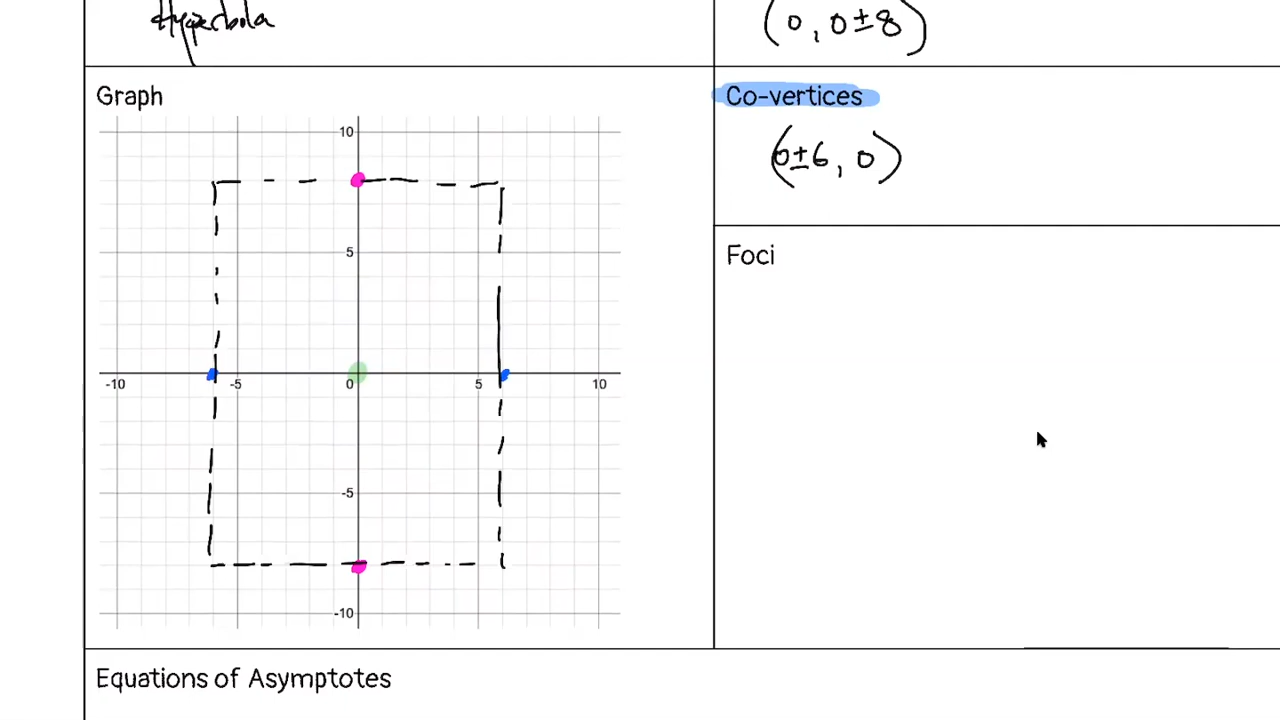 Hyperbola
(0, 0±8)
Graph
Co-vertices
(0±6, 0)
Foci
10
5
-10 -5 0 5 10
-5
-10
Equations of Asymptotes